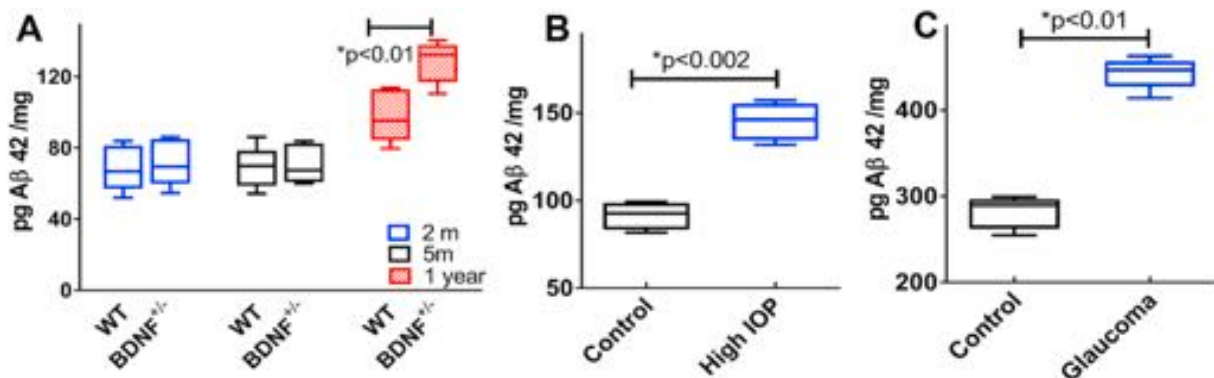 A
pg Aβ 42 /mg
120
80
40
0
*p<0.01
2 m
5m
1 year
WT
BDNF+/-
WT
BDNF+/-
WT
BDNF+/-
B
pg Aβ 42 /mg
150
100
50
*p<0.002
Control
High IOP
C
pg Aβ 42 /mg
400
300
200
*p<0.01
Control
Glaucoma